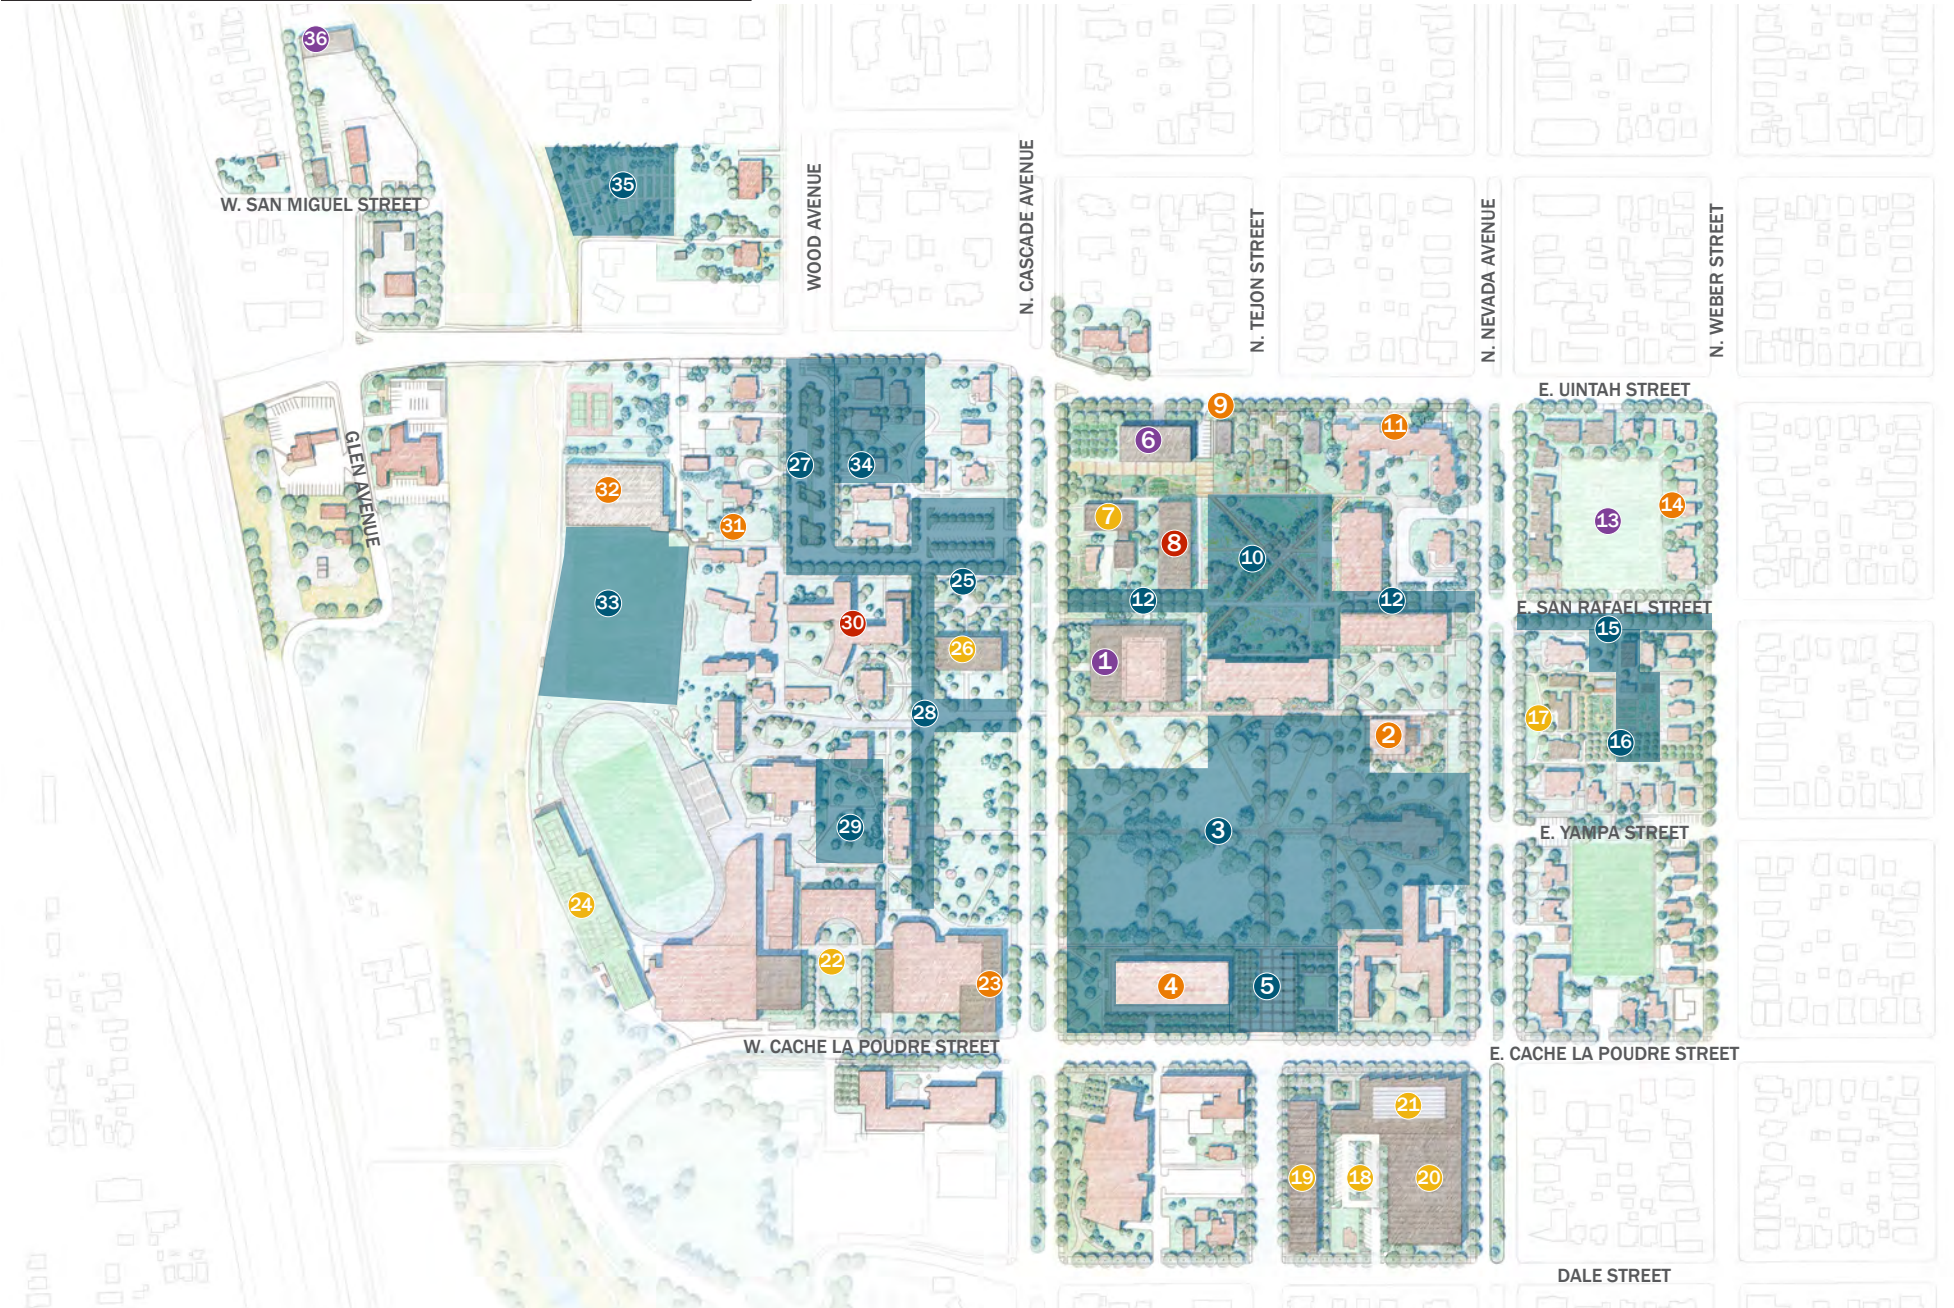 36
35
W. SAN MIGUEL STREET
WOOD AVENUE
N. CASCADE AVENUE
N. TEJON STREET
N. NEVADA AVENUE
N. WEBER STREET
E. UINTAH STREET
GLEN AVENUE
9
6
11
27
34
32
31
7
8
10
13
14
33
25
12
12
E. SAN RAFAEL STREET
15
30
26
1
28
2
17
16
29
3
E. YAMPA STREET
24
22
23
4
5
W. CACHE LA POUDRE STREET
E. CACHE LA POUDRE STREET
21
19
18
20
DALE STREET